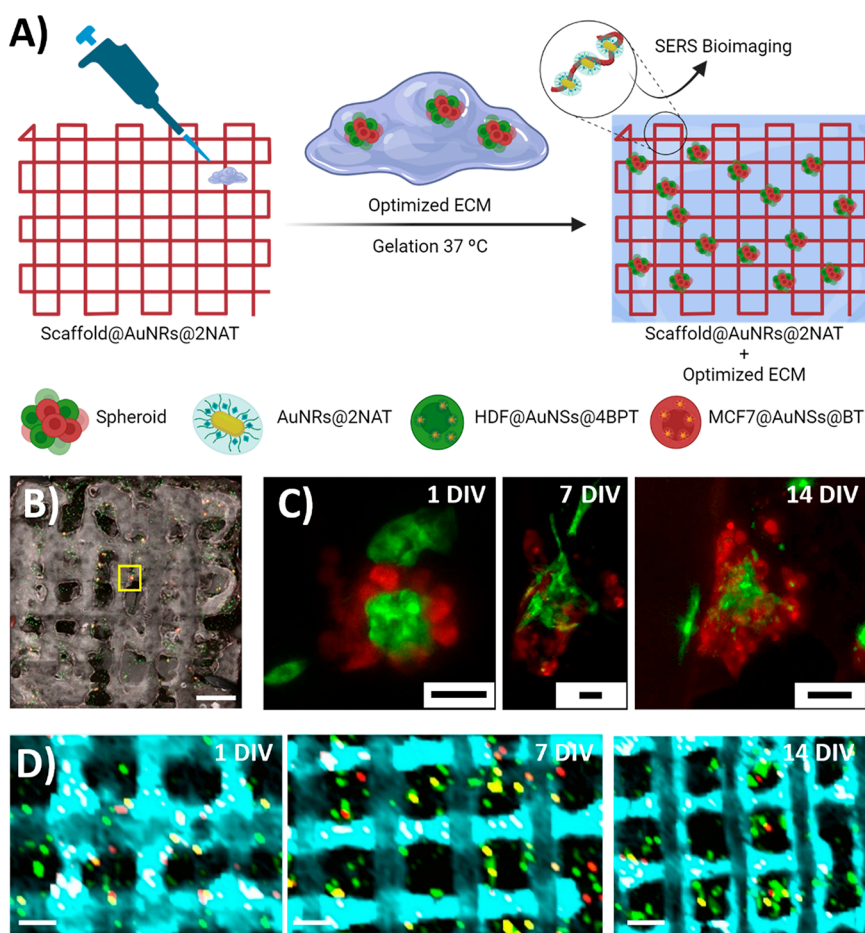 A)
SERS Bioimaging
Optimized ECM
Gelation 37 ºC
Scaffold@AuNRs@2NAT
Scaffold@AuNRs@2NAT
+
Optimized ECM
Spheroid
AuNRs@2NAT
HDF@AuNSs@4BPT
MCF7@AuNSs@BT
B)
C)
1 DIV
7 DIV
14 DIV
D)
1 DIV
7 DIV
14 DIV